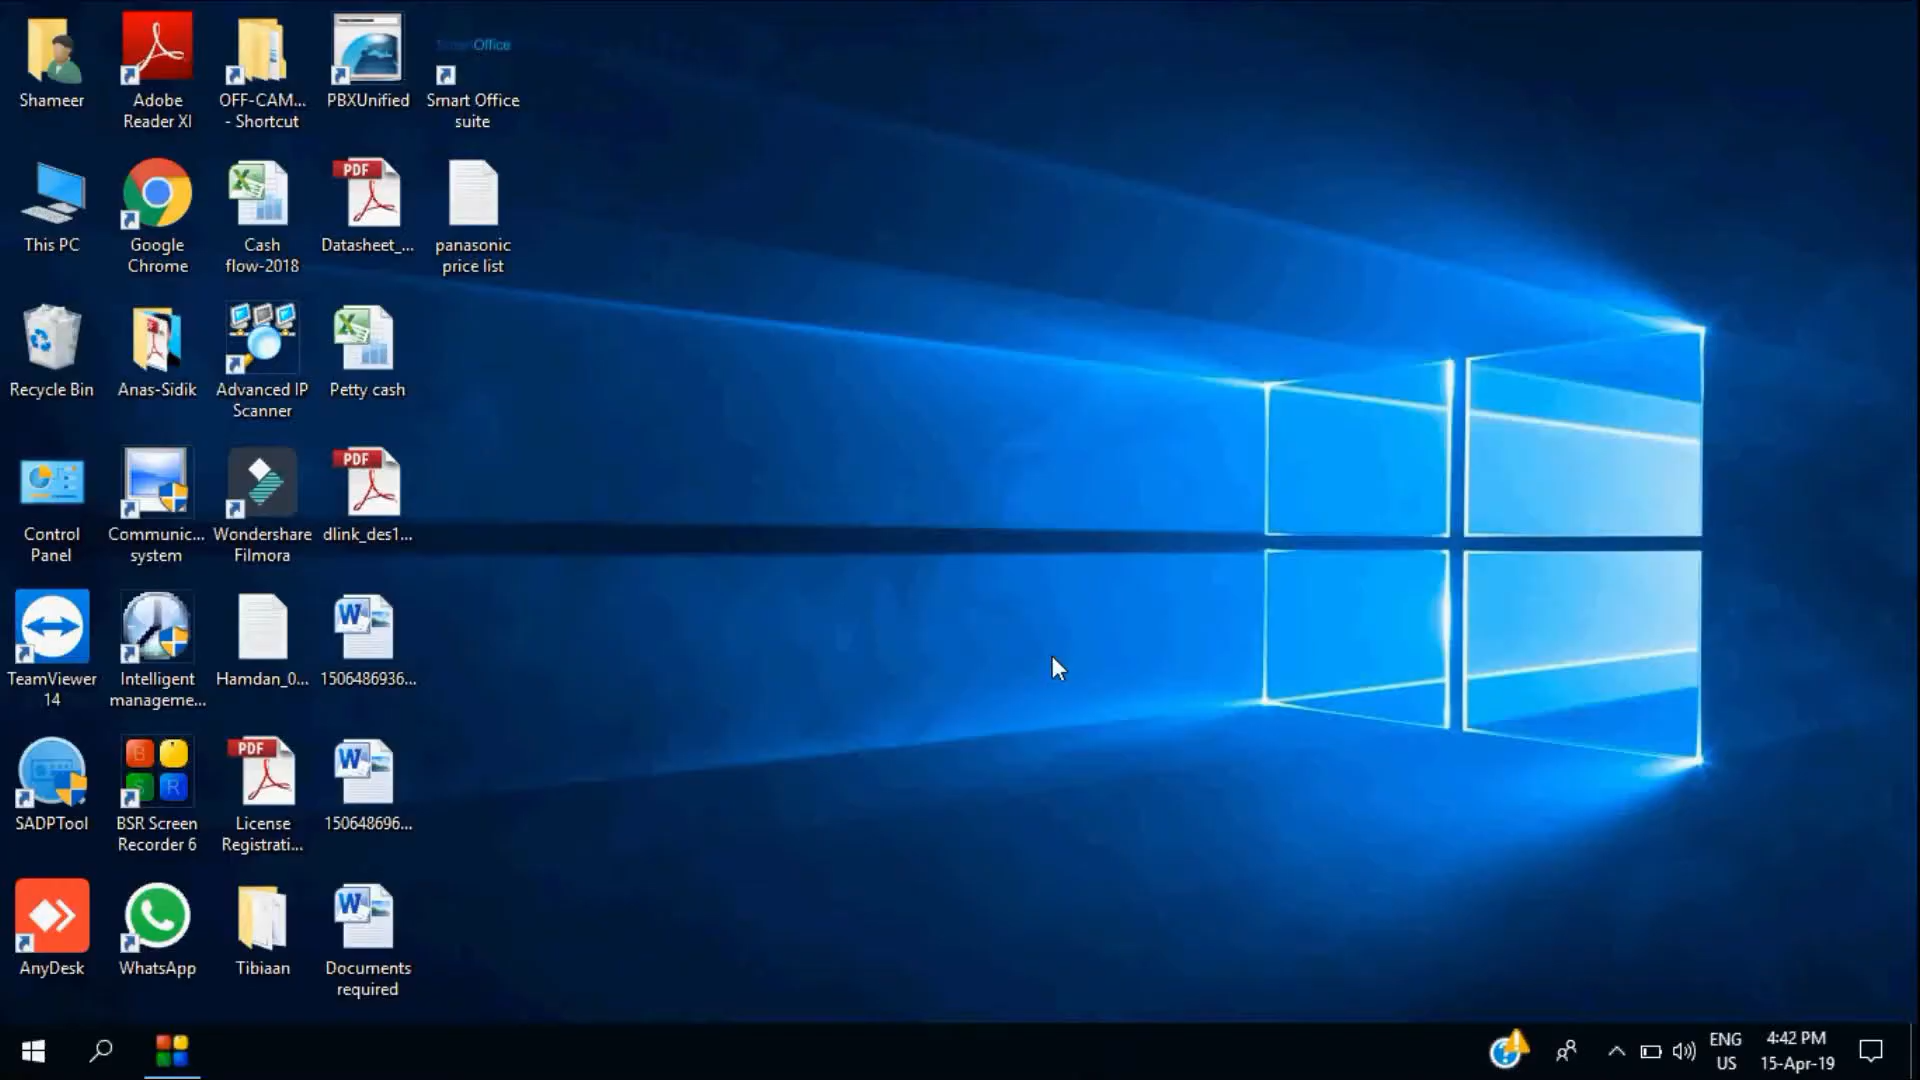 Shameer
Adobe
Reader XI
OFF-CAM...
- Shortcut
PBXUnified
Office
Smart Office
suite
This PC
Google
Chrome
Cash
flow-2018
PDF
Datasheet_...
panasonic
price list
Recycle Bin
Anas-Sidik
Advanced IP
Scanner
Petty cash
Control
Panel
Communic...
system
Wondershare
Filmora
PDF
dlink_des1...
TeamViewer
14
Intelligent
manageme...
Hamdan_0...
1506486936...
SADPTool
B
S R
BSR Screen
Recorder 6
PDF
License
Registrati...
150648696...
AnyDesk
WhatsApp
Tibiaan
Documents
required
ENG
US
4:42 PM
15-Apr-19